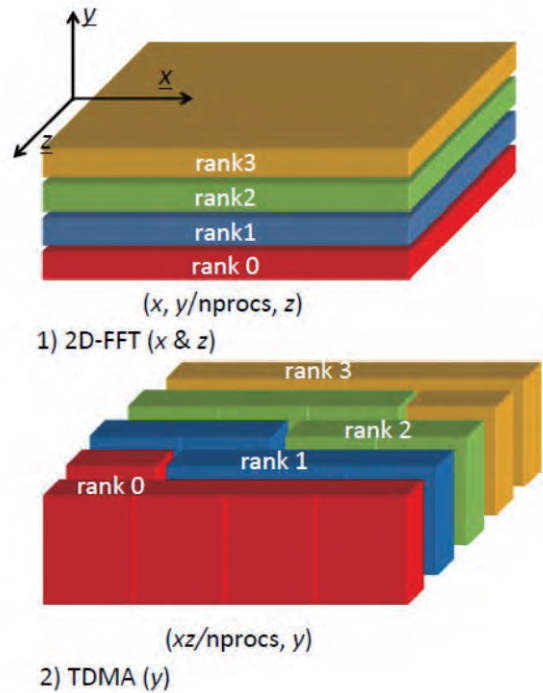 y
x
z
rank3
rank2
rank1
rank 0
(x, y/nprocs, z)
1) 2D-FFT (x & z)
rank 3
rank 2
rank 1
rank 0
(xz/nprocs, y)
2) TDMA (y)